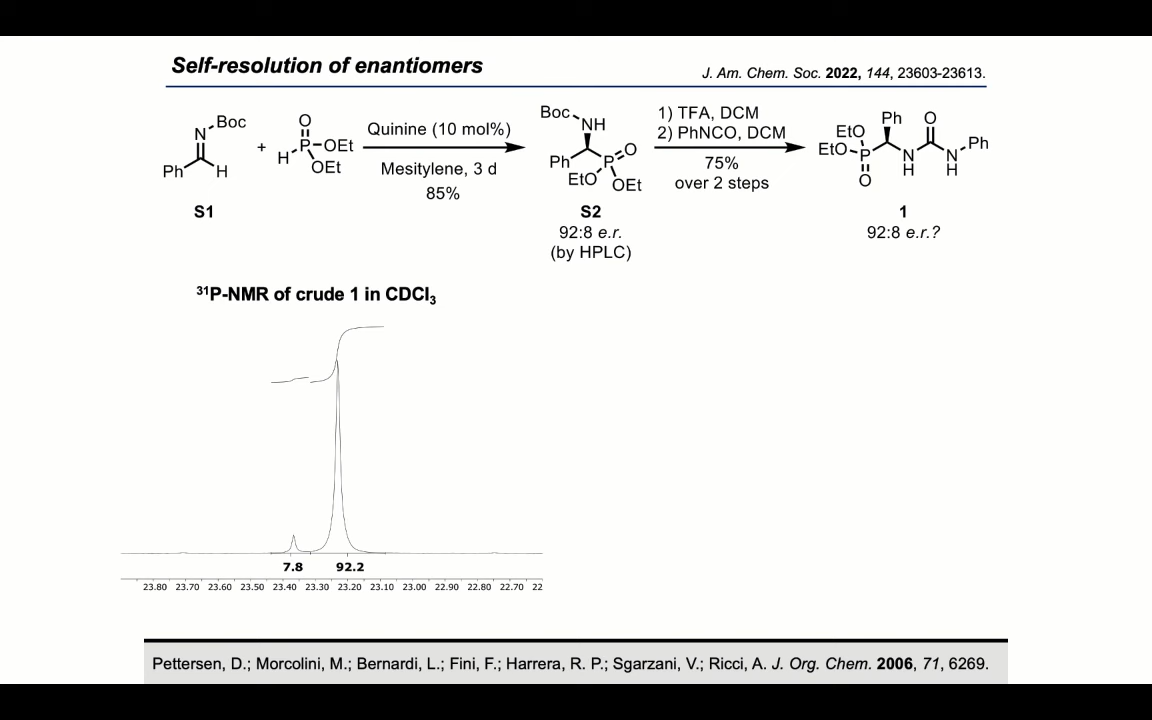 Self-resolution of enantiomers
J. Am. Chem. Soc. 2022, 144, 23603-23613.
N Boc
Ph H
S1
+
O
H P OEt
OEt
Quinine (10 mol%)
Mesitylene, 3 d
85%
Boc NH
Ph P O
EtO OEt
S2
92:8 e.r.
(by HPLC)
1) TFA, DCM
2) PhNCO, DCM
75%
over 2 steps
Ph O
EtO
EtO P N N Ph
O H H
1
92:8 e.r.?
³¹P-NMR of crude 1 in CDCl₃
7.8 92.2
23.80 23.70 23.60 23.50 23.40 23.30 23.20 23.10 23.00 22.90 22.80 22.70 22
Pettersen, D.; Morcolini, M.; Bernardi, L.; Fini, F.; Harrera, R. P.; Sgarzani, V.; Ricci, A. J. Org. Chem. 2006, 71, 6269.